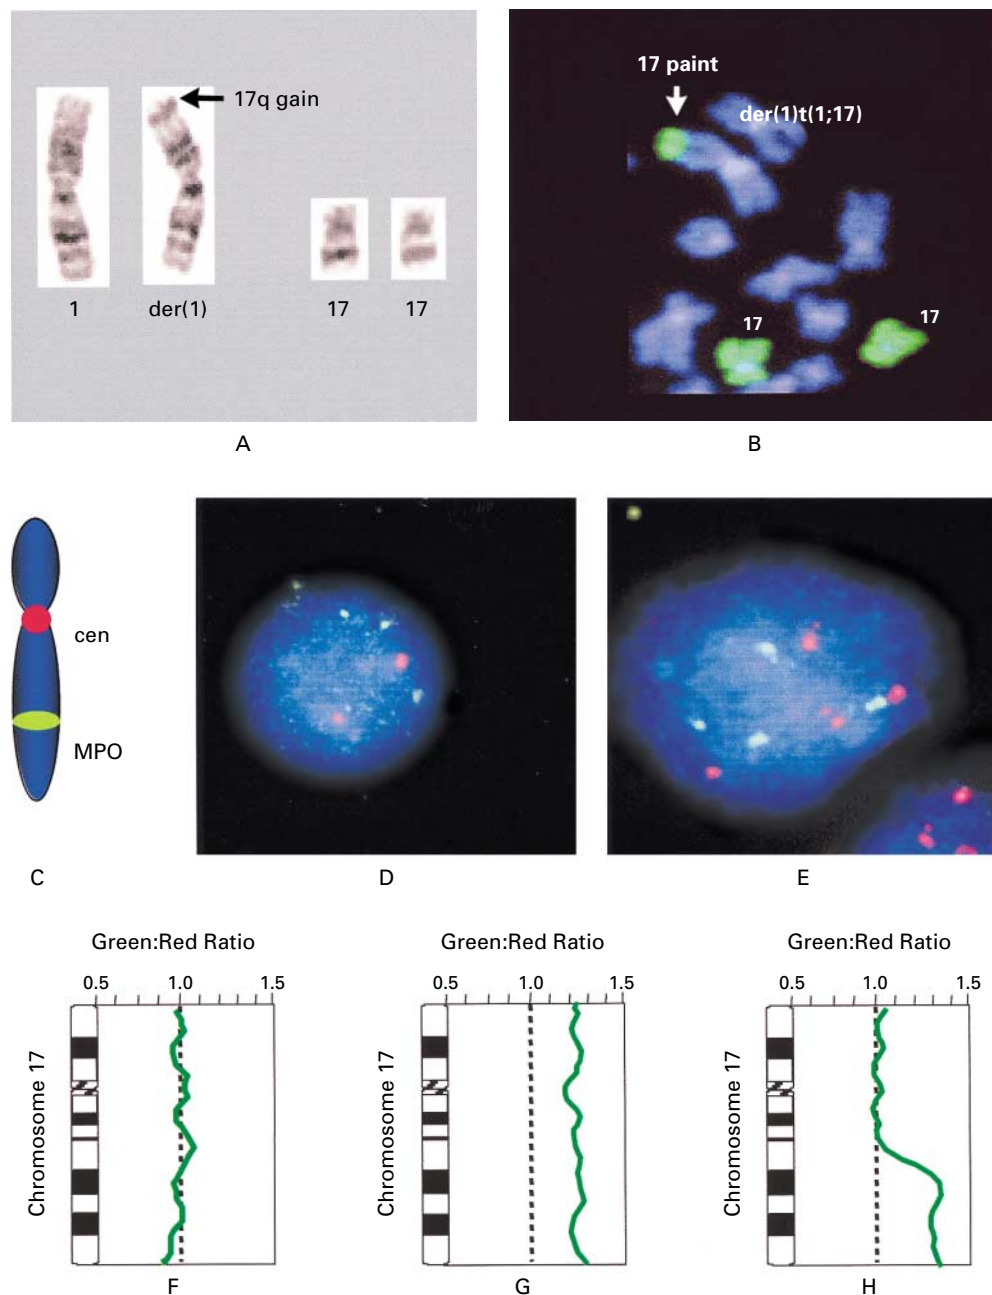 17q gain
1
der(1)
17
17
A
17 paint
der(1)t(1;17)
17
17
B
cen
MPO
C
D
E
Green:Red Ratio
0.5 1.0 1.5
Chromosome 17
F
Green:Red Ratio
0.5 1.0 1.5
Chromosome 17
G
Green:Red Ratio
0.5 1.0 1.5
Chromosome 17
H